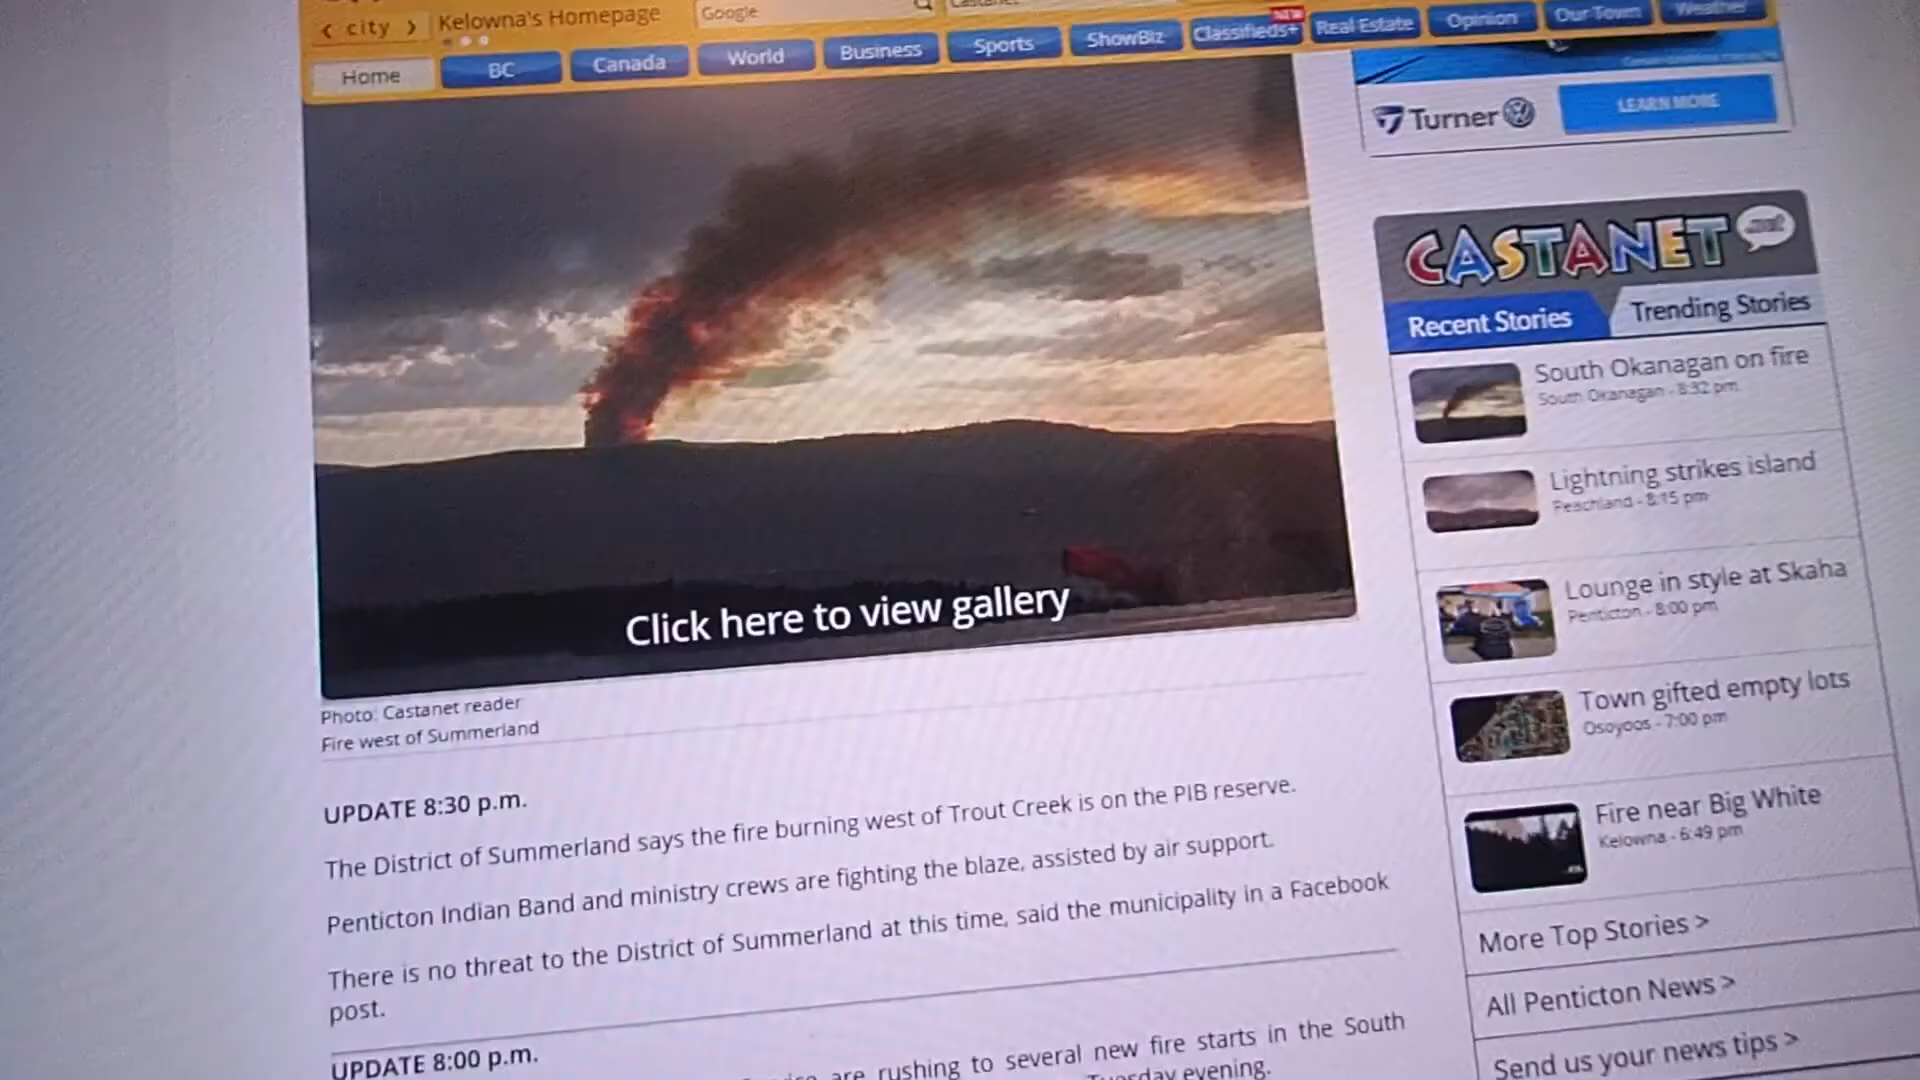 city
Kelowna's Homepage
Google
Home
BC
Canada
World
Business
Sports
ShowBiz
Classifieds+
NEW
Real Estate
Opinion
Our Town
Weather
Turner
LEARN MORE
CASTANET
Recent Stories
Trending Stories
South Okanagan on fire
South Okanagan - 8:32 pm
Lightning strikes island
Peachland - 8:15 pm
Lounge in style at Skaha
Penticton - 8:00 pm
Town gifted empty lots
Osoyoos - 7:00 pm
Fire near Big White
Kelowna - 6:49 pm
More Top Stories >
All Penticton News >
Send us your news tips >
Click here to view gallery
Photo: Castanet reader
Fire west of Summerland
UPDATE 8:30 p.m.
The District of Summerland says the fire burning west of Trout Creek is on the PIB reserve.
Penticton Indian Band and ministry crews are fighting the blaze, assisted by air support.
There is no threat to the District of Summerland at this time, said the municipality in a Facebook
post.
UPDATE 8:00 p.m.
are rushing to several new fire starts in the South
evening.